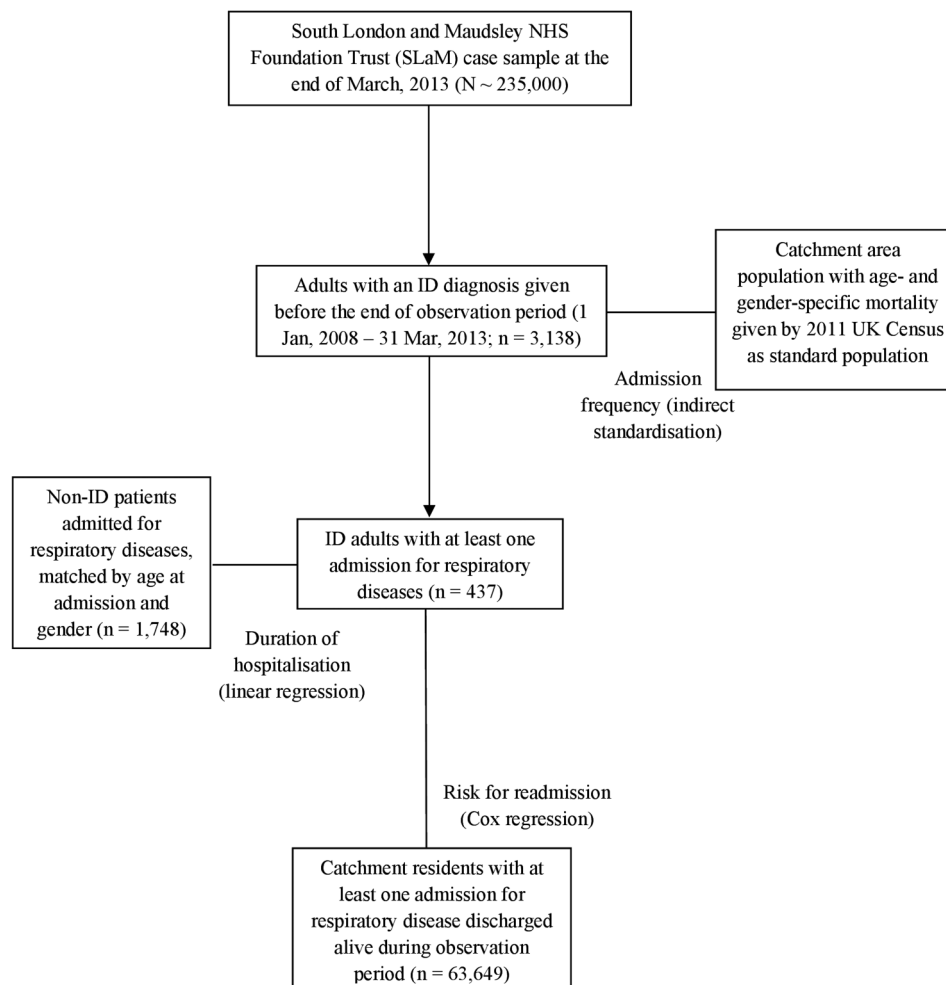 South London and Maudsley NHS
Foundation Trust (SLaM) case sample at the
end of March, 2013 (N ~ 235,000)
Adults with an ID diagnosis given
before the end of observation period (1
Jan, 2008 – 31 Mar, 2013; n = 3,138)
Catchment area
population with age- and
gender-specific mortality
given by 2011 UK Census
as standard population
Admission
frequency (indirect
standardisation)
Non-ID patients
admitted for
respiratory diseases,
matched by age at
admission and
gender (n = 1,748)
ID adults with at least one
admission for respiratory
diseases (n = 437)
Duration of
hospitalisation
(linear regression)
Risk for readmission
(Cox regression)
Catchment residents with at
least one admission for
respiratory disease discharged
alive during observation
period (n = 63,649)